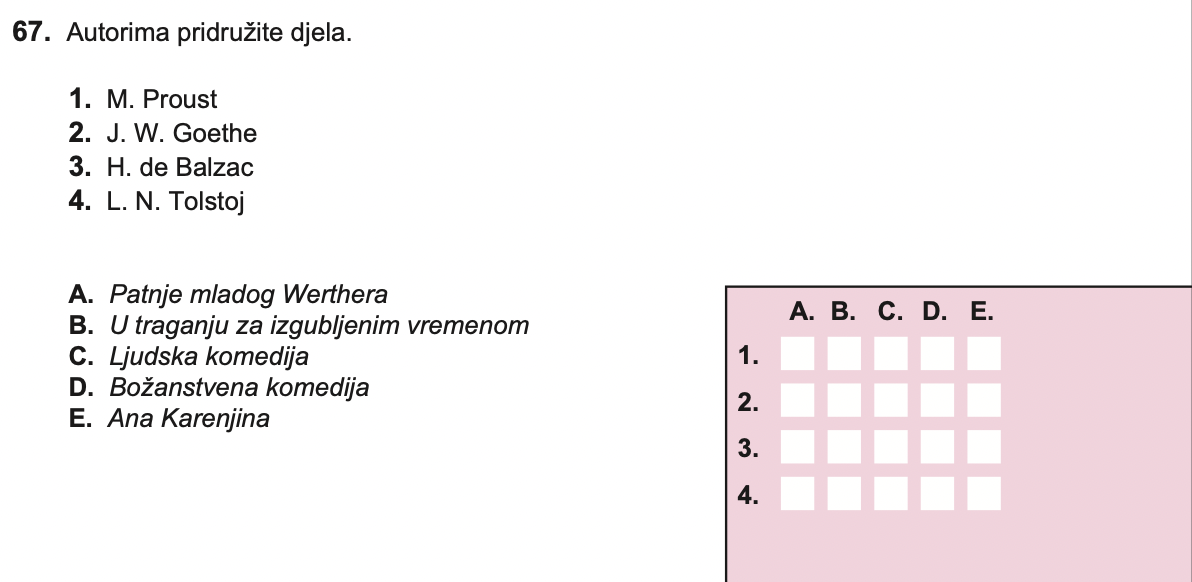 67. Autorima pridružite djela.
1. M. Proust
2. J. W. Goethe
3. H. de Balzac
4. L. N. Tolstoj
A. Patnje mladog Werthera
B. U traganju za izgubljenim vremenom
C. Ljudska komedija
D. Božanstvena komedija
E. Ana Karenjina
A. B. C. D. E.
1.
2.
3.
4.